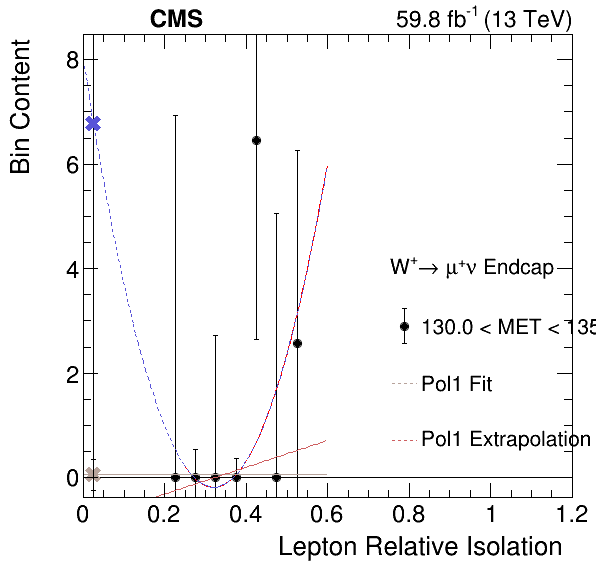 CMS
59.8 fb⁻¹ (13 TeV)
Bin Content
8
6
4
2
0
W⁺→ μ⁺ν Endcap
130.0 < MET < 135
Pol1 Fit
Pol1 Extrapolation
0 0.2 0.4 0.6 0.8 1 1.2
Lepton Relative Isolation